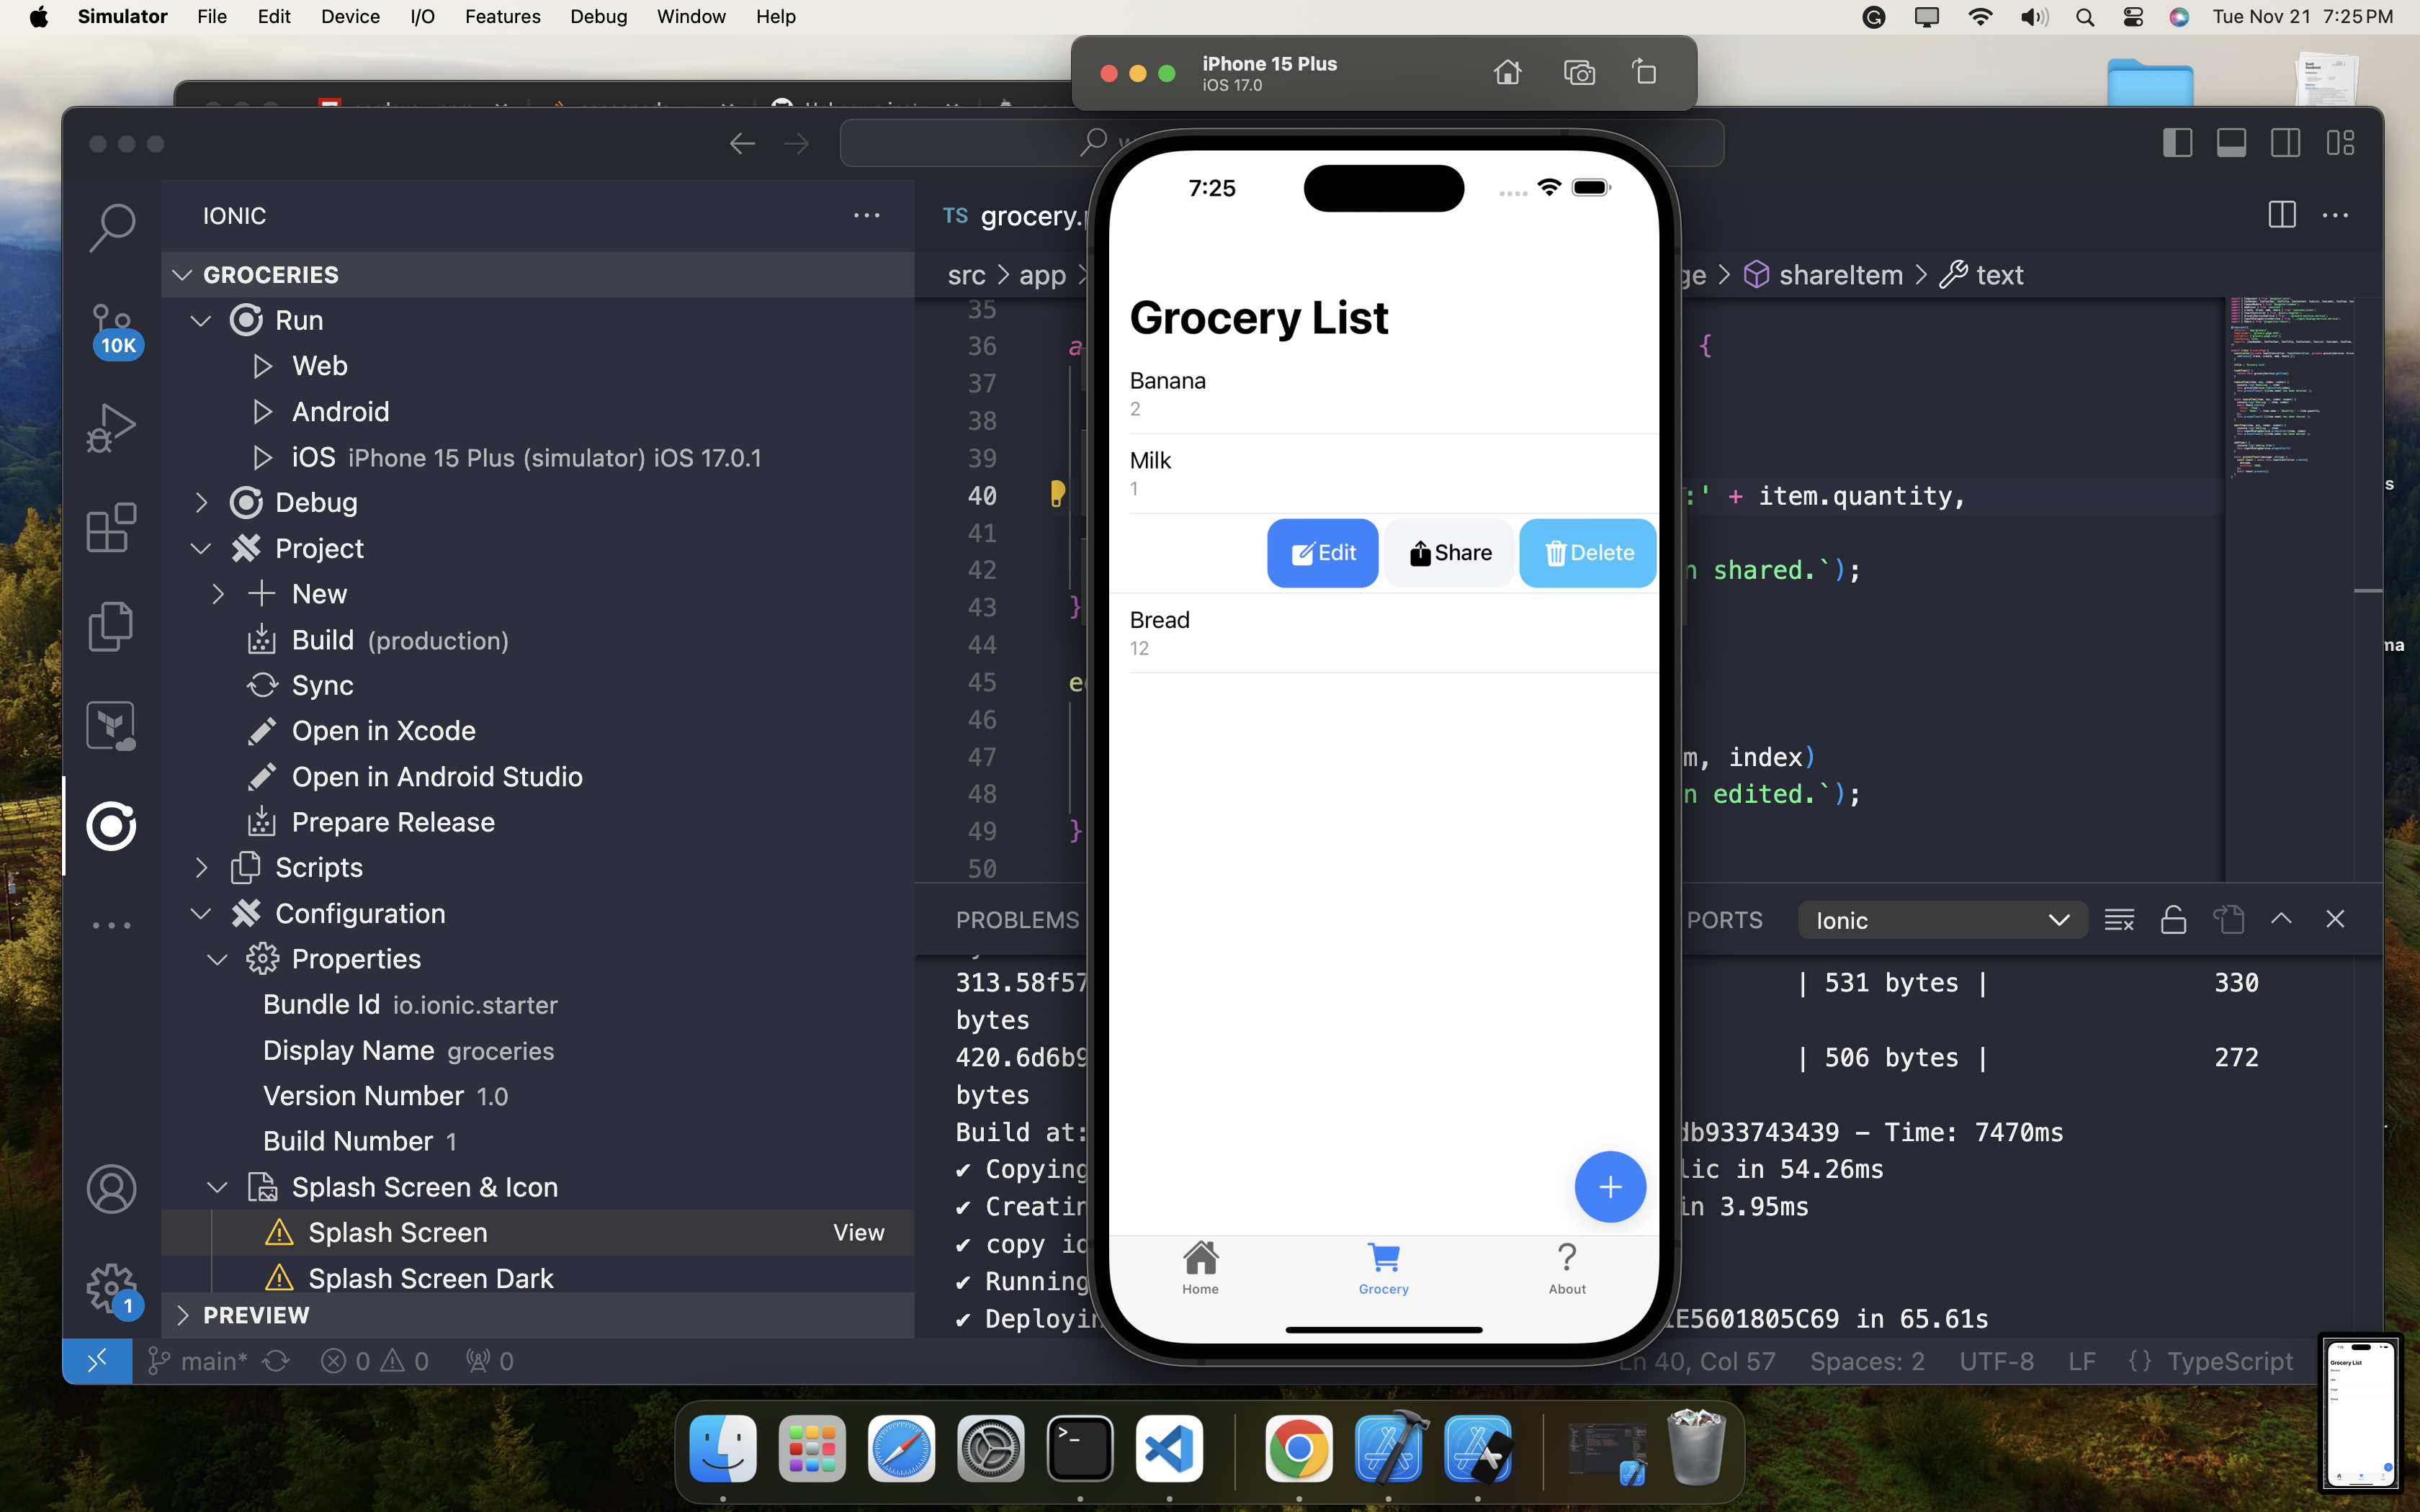 Simulator File Edit Device I/O Features Debug Window Help Tue Nov 21 7:25 PM
iPhone 15 Plus
iOS 17.0
IONIC
GROCERIES
Run
Web
Android
iOS iPhone 15 Plus (simulator) iOS 17.0.1
Debug
Project
New
Build (production)
Sync
Open in Xcode
Open in Android Studio
Prepare Release
Scripts
Configuration
Properties
Bundle Id io.ionic.starter
Display Name groceries
Version Number 1.0
Build Number 1
Splash Screen & Icon
Splash Screen View
Splash Screen Dark
PREVIEW
10K
1
TS grocery.
src > app >
shareItem > text
35
36 a {
37
38
39
40 :' + item.quantity,
41
42 n shared.`);
43 }
44
45 e
46
47 m, index)
48 n edited.`);
49 }
50
7:25
Grocery List
Banana
2
Milk
1
Edit Share Delete
Bread
12
Home Grocery About
PROBLEMS PORTS Ionic
313.58f57 | 531 bytes | 330
bytes
420.6d6b9 | 506 bytes | 272
bytes
Build at: db933743439 - Time: 7470ms
✔ Copying lic in 54.26ms
✔ Creatin in 3.95ms
✔ copy
✔ Running
✔ Deployin E5601805C69 in 65.61s
main* 0 0 0 Ln 40, Col 57 Spaces: 2 UTF-8 LF {} TypeScript
Grocery List